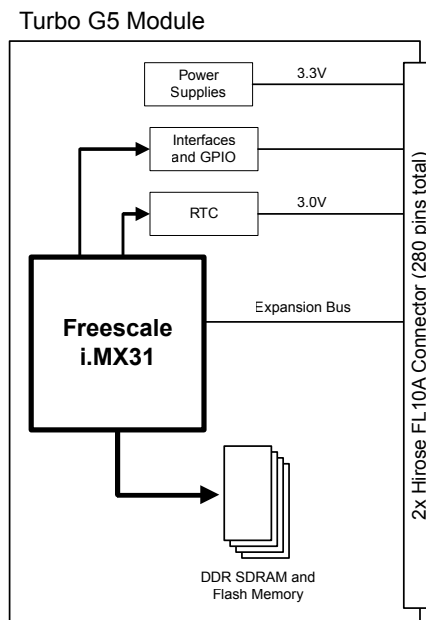 Turbo G5 Module
Power
Supplies
3.3V
Interfaces
and GPIO
RTC
3.0V
Freescale
i.MX31
Expansion Bus
2x Hirose FL10A Connector (280 pins total)
DDR SDRAM and
Flash Memory